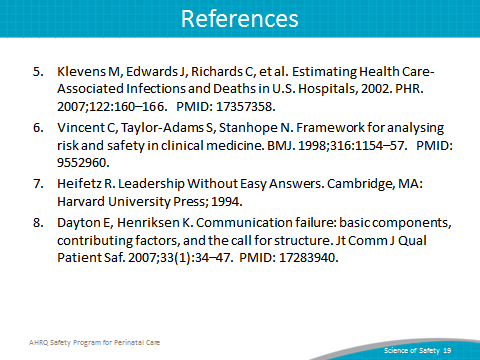 References
5. Klevens M, Edwards J, Richards C, et al. Estimating Health Care-
Associated Infections and Deaths in U.S. Hospitals, 2002. PHR.
2007;122:160–166. PMID: 17357358.
6. Vincent C, Taylor-Adams S, Stanhope N. Framework for analysing
risk and safety in clinical medicine. BMJ. 1998;316:1154–57. PMID:
9552960.
7. Heifetz R. Leadership Without Easy Answers. Cambridge, MA:
Harvard University Press; 1994.
8. Dayton E, Henriksen K. Communication failure: basic components,
contributing factors, and the call for structure. Jt Comm J Qual
Patient Saf. 2007;33(1):34–47. PMID: 17283940.
AHRQ Safety Program for Perinatal Care
Science of Safety 19